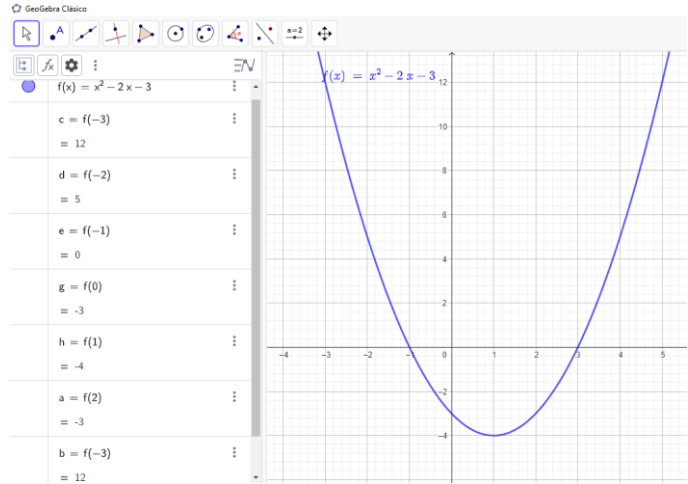 GeoGebra Clásico
A
a=2
fx
f(x) = x² − 2 x − 3
c = f(−3)
= 12
d = f(−2)
= 5
e = f(−1)
= 0
g = f(0)
= -3
h = f(1)
= -4
a = f(2)
= -3
b = f(−3)
= 12
f(x) = x² − 2 x − 3
12
10
8
6
4
2
−4 −3 −2 −1 0 1 2 3 4 5
−2
−4